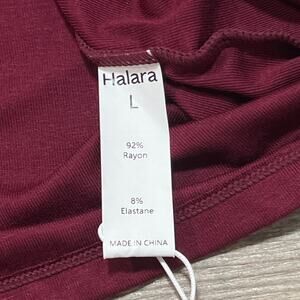 Halara
L
92%
Rayon
8%
Elastane
MADE IN CHINA